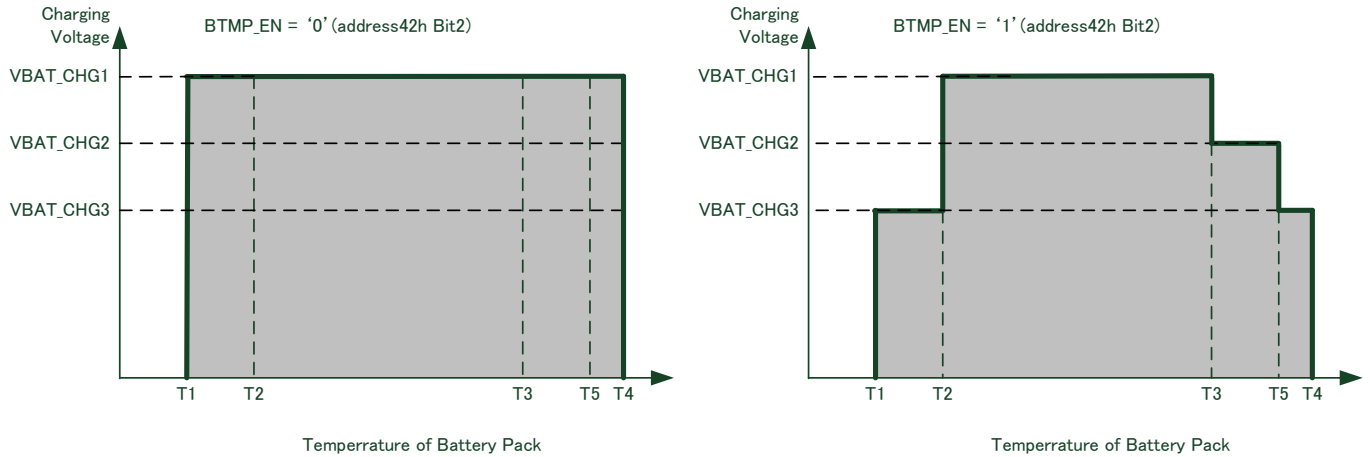 Charging
Voltage
BTMP_EN = ‘0’(address42h Bit2)
VBAT_CHG1
VBAT_CHG2
VBAT_CHG3
T1
T2
T3
T5
T4
Temperrature of Battery Pack
Charging
Voltage
BTMP_EN = ‘1’(address42h Bit2)
VBAT_CHG1
VBAT_CHG2
VBAT_CHG3
T1
T2
T3
T5
T4
Temperrature of Battery Pack